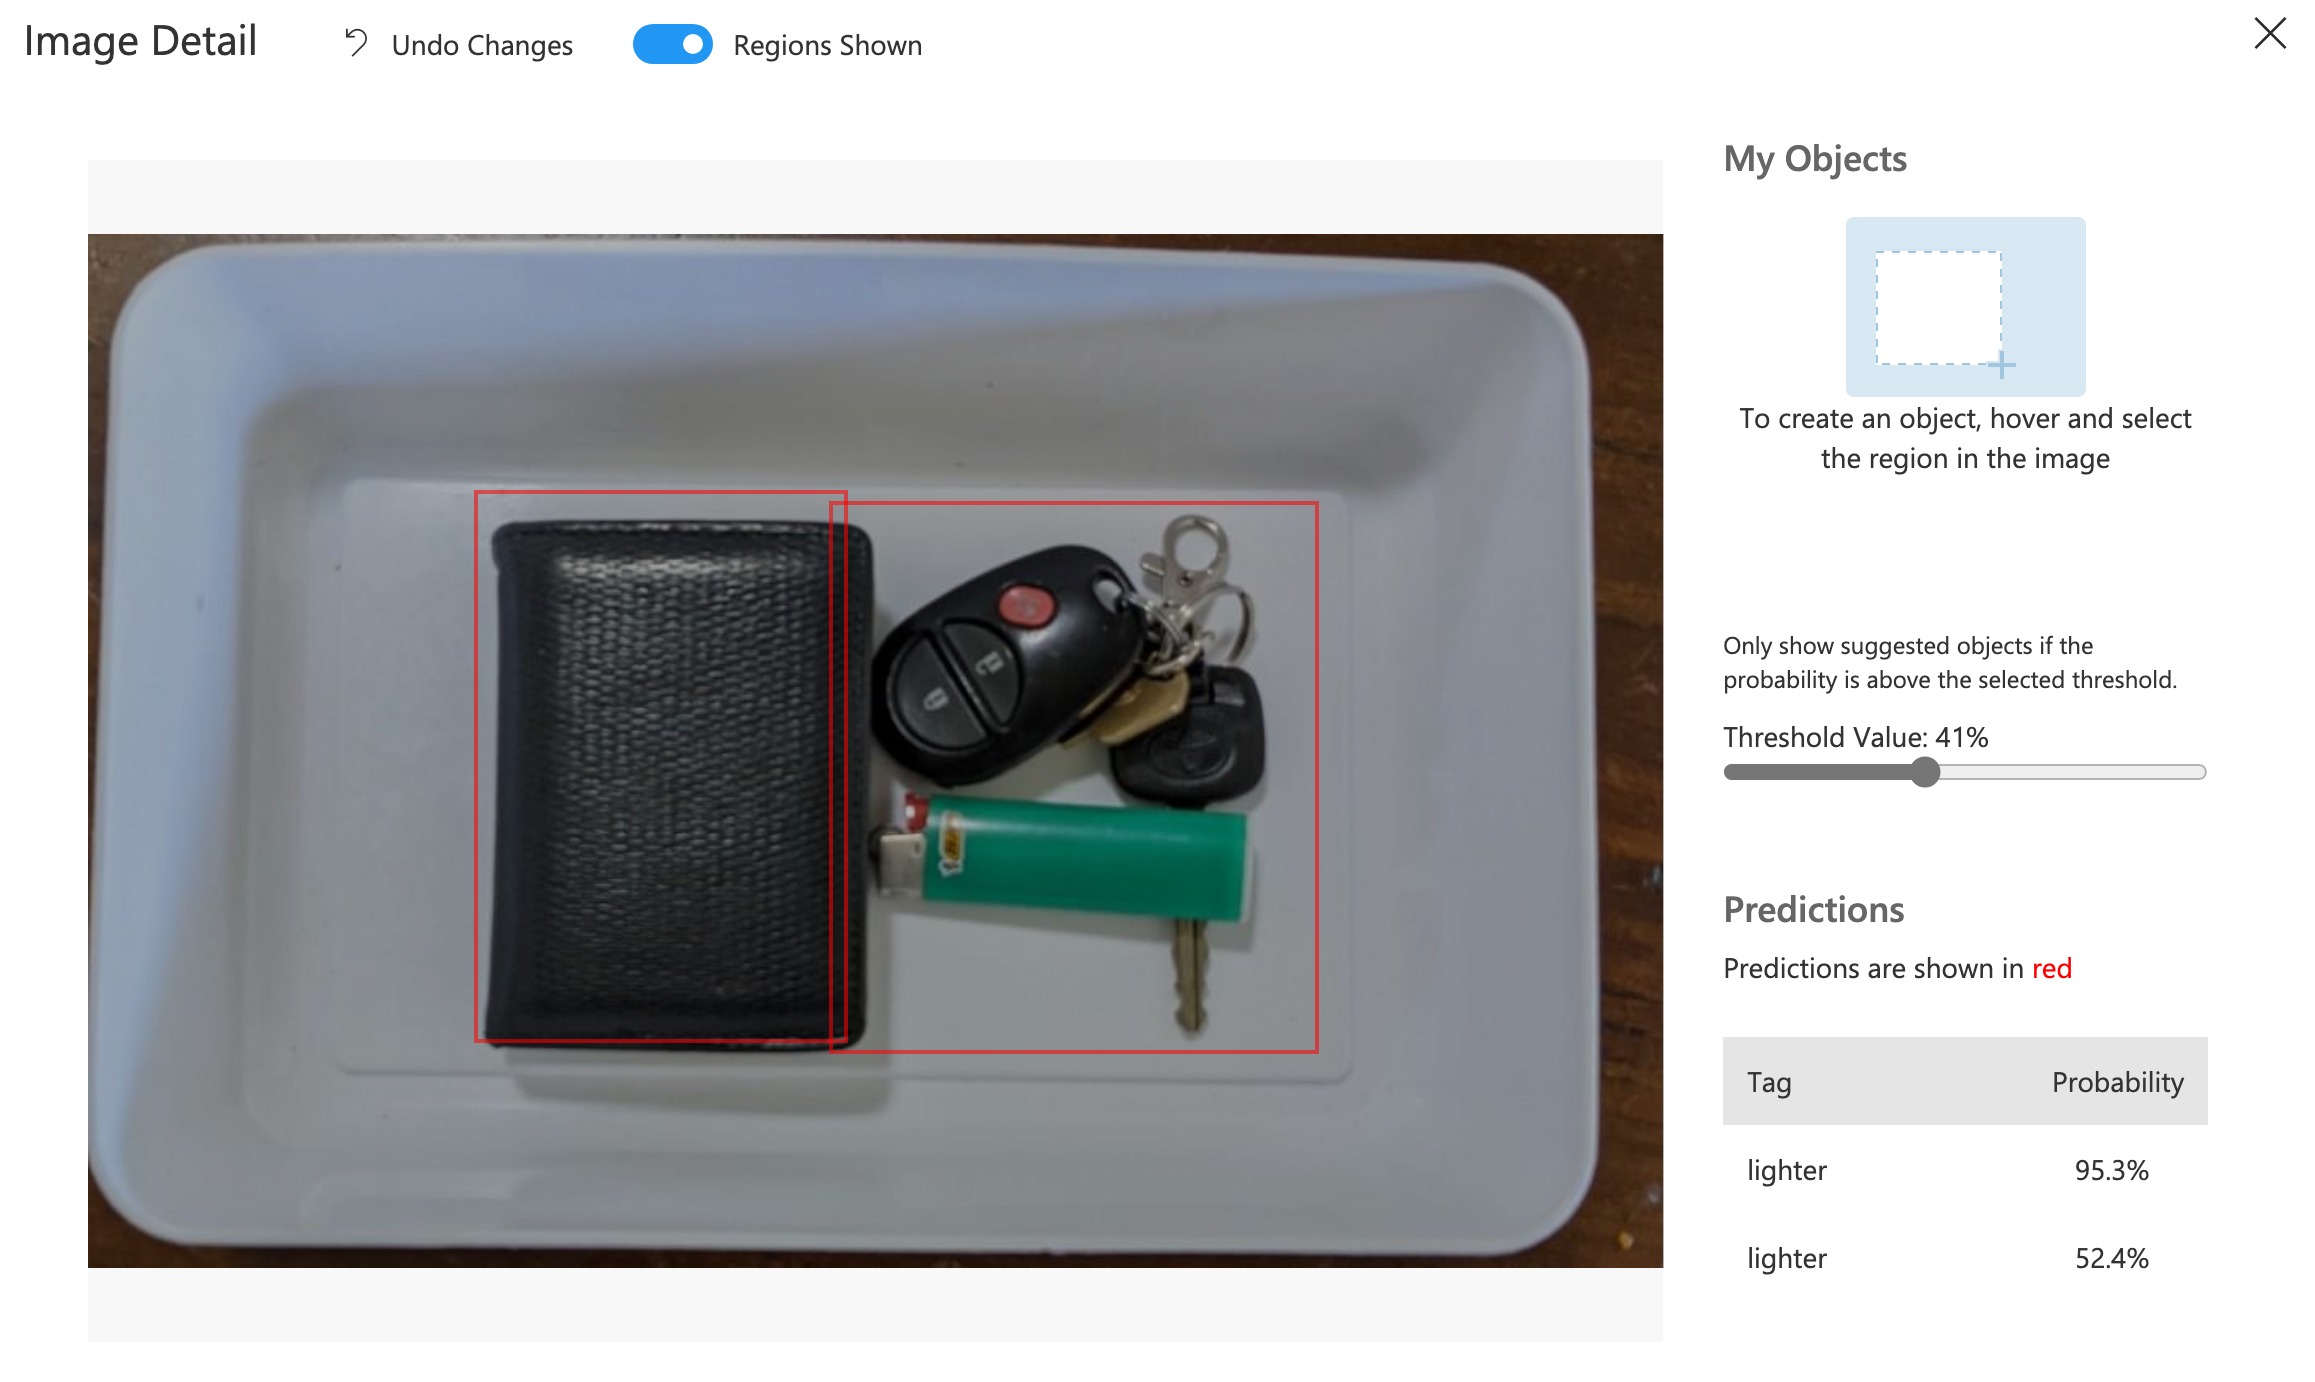 Image Detail
Undo Changes
Regions Shown
My Objects
To create an object, hover and select
the region in the image
Only show suggested objects if the
probability is above the selected threshold.
Threshold Value: 41%
Predictions
Predictions are shown in red
Tag Probability
lighter 95.3%
lighter 52.4%